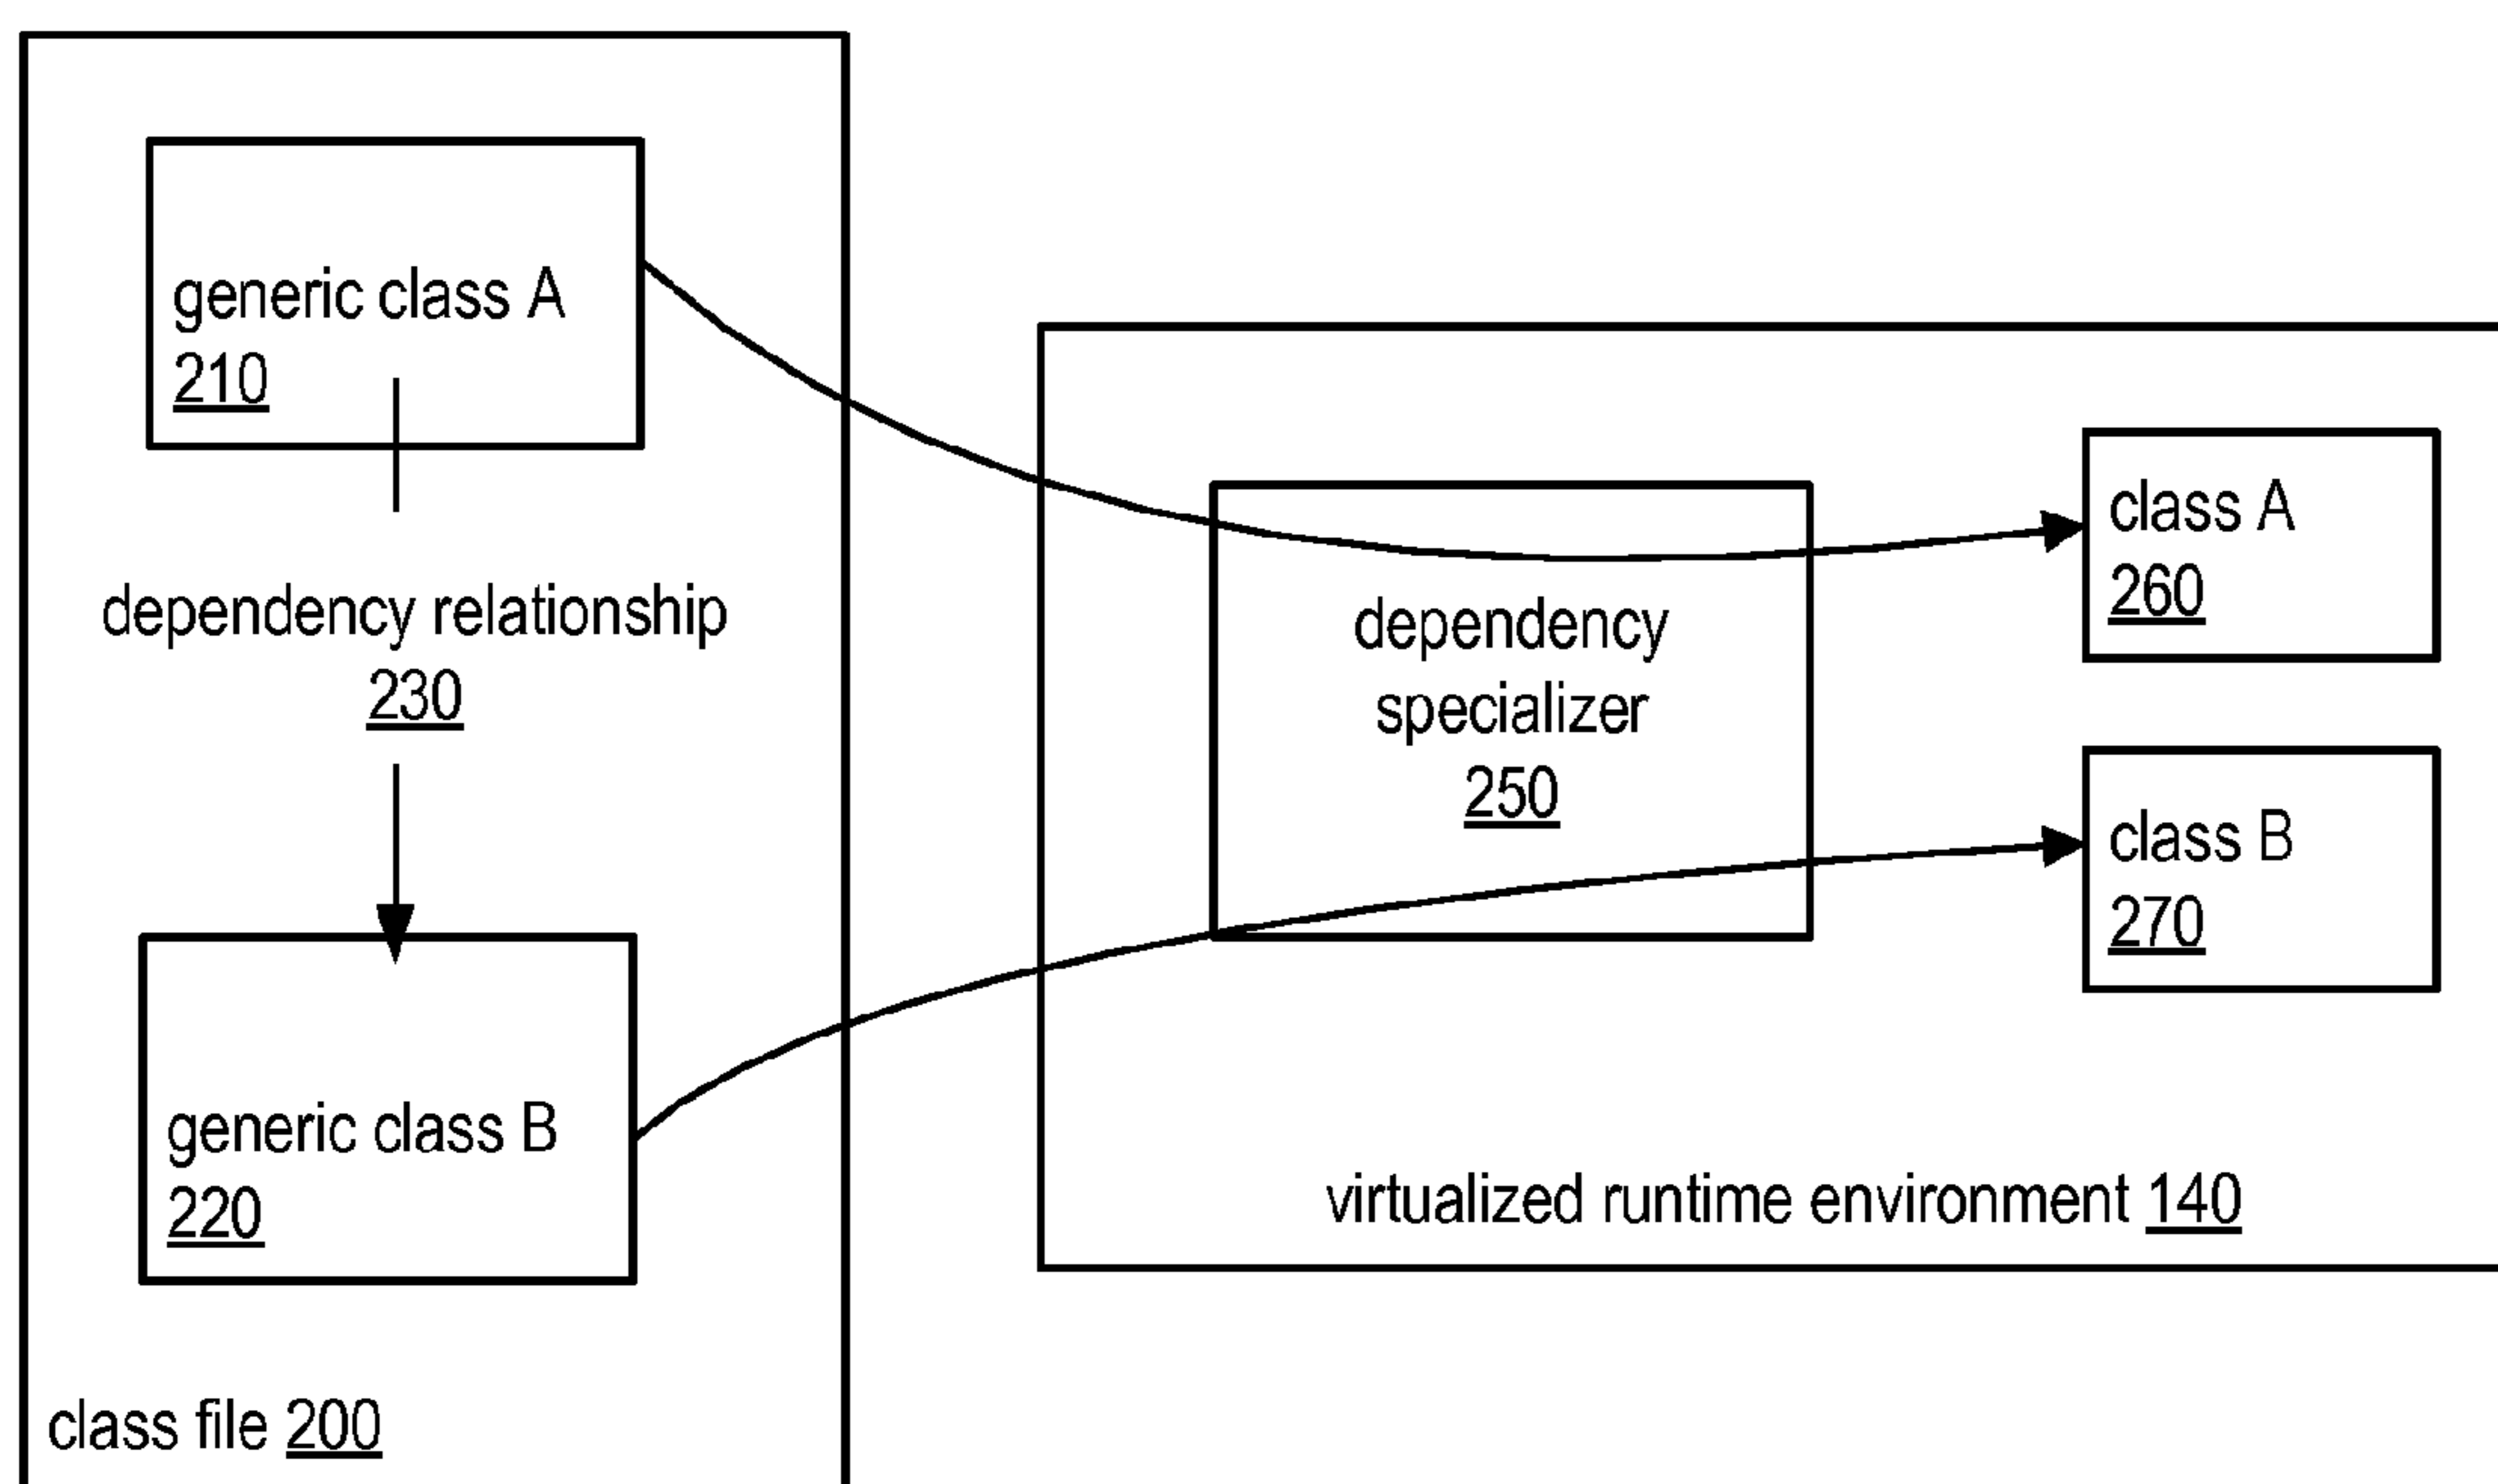 generic class A
210
dependency relationship
230
generic class B
220
class file 200
dependency
specializer
250
class A
260
class B
270
virtualized runtime environment 140